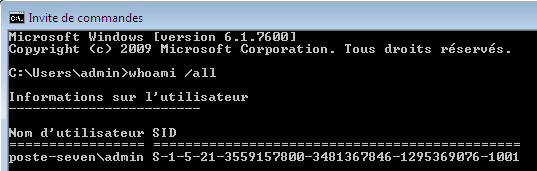 Invite de commandes
Microsoft Windows [version 6.1.7600]
Copyright (c) 2009 Microsoft Corporation. Tous droits réservés.
C:\Users\admin>whoami /all
Informations sur l'utilisateur
------------------------------
Nom d'utilisateur SID
================= ==============================================
poste-seven\admin S-1-5-21-3559157800-3481367846-1295369076-1001